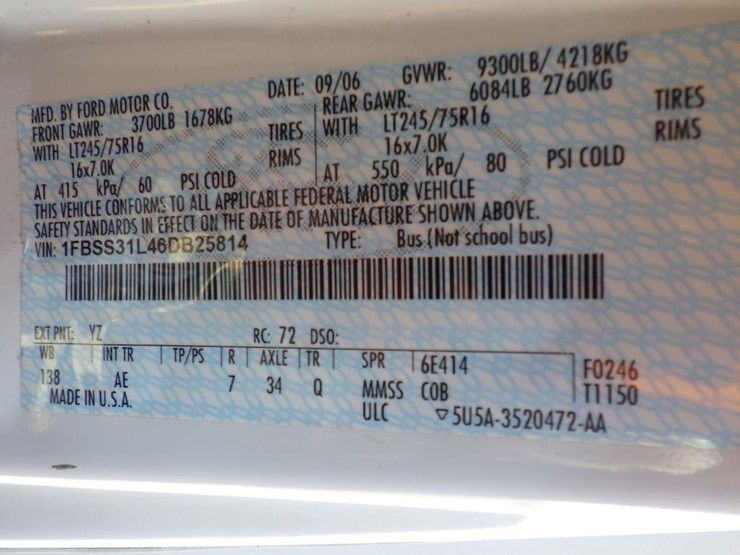 MFD. BY FORD MOTOR CO. DATE: 09/06 GVWR: 9300LB/ 4218KG
FRONT GAWR: 3700LB 1678KG REAR GAWR: 6084LB 2760KG
WITH LT245/75R16 TIRES WITH LT245/75R16 TIRES
16x7.0K RIMS 16x7.0K RIMS
AT 415 kPa/ 60 PSI COLD AT 550 kPa/ 80 PSI COLD
THIS VEHICLE CONFORMS TO ALL APPLICABLE FEDERAL MOTOR VEHICLE
SAFETY STANDARDS IN EFFECT ON THE DATE OF MANUFACTURE SHOWN ABOVE.
VIN: 1FBSS31L46DB25814 TYPE: Bus (Not school bus)
EXT PNT: YZ RC: 72 DSO:
WB INT TR TP/PS R AXLE TR SPR 6E414 F0246
138 AE 7 34 Q MMSS COB T1150
MADE IN U.S.A. ULC ▽5U5A-3520472-AA